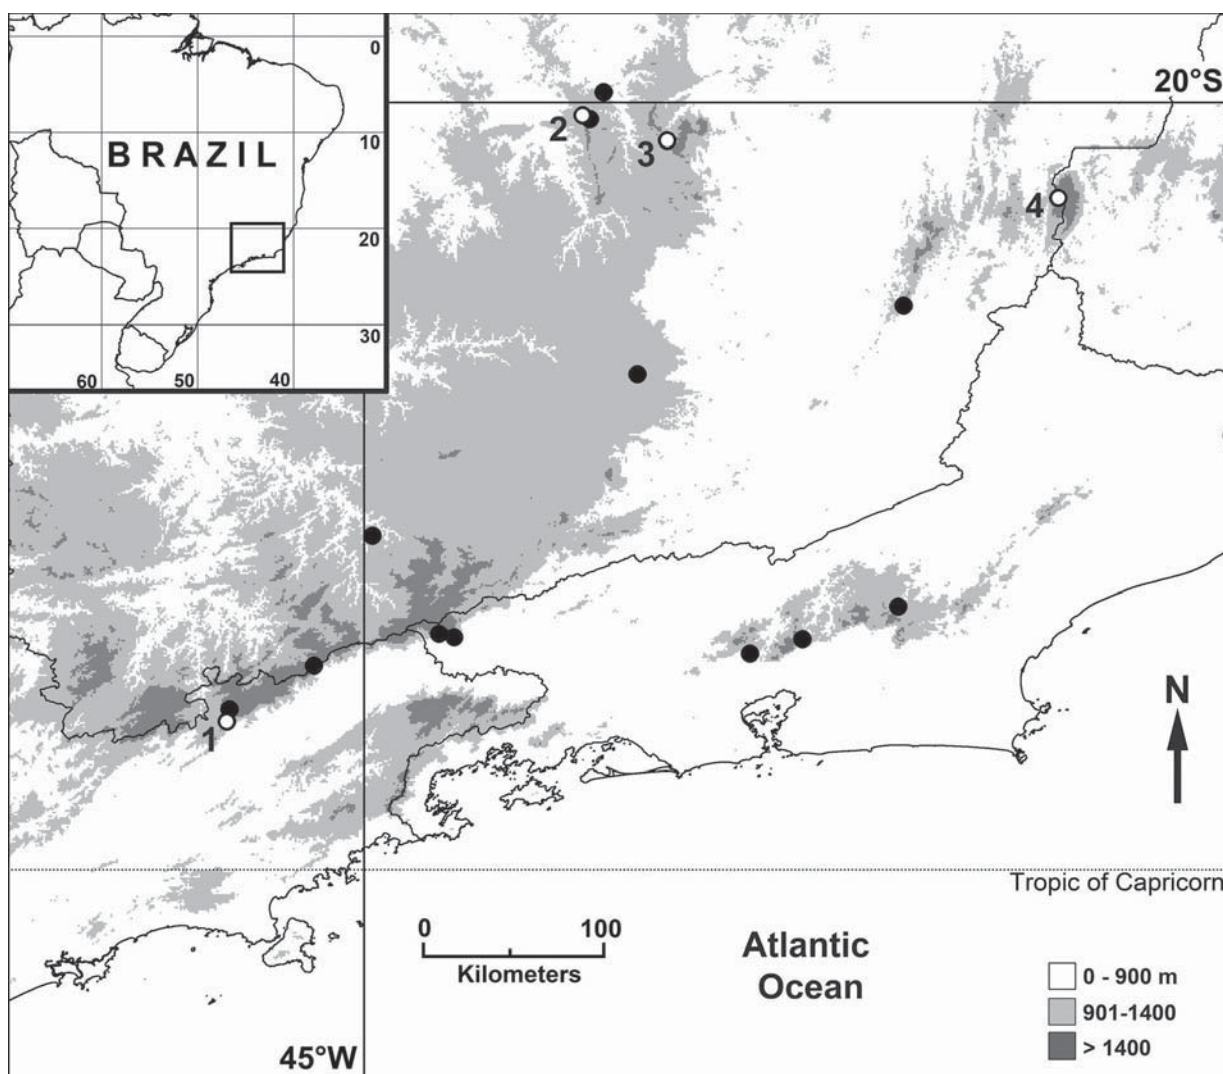 0
10
BRAZIL
20
30
60 50 40
20°S
2
3
4
1
N
Tropic of Capricorn
0 100
Kilometers
Atlantic
Ocean
0 - 900 m
901-1400
> 1400
45°W